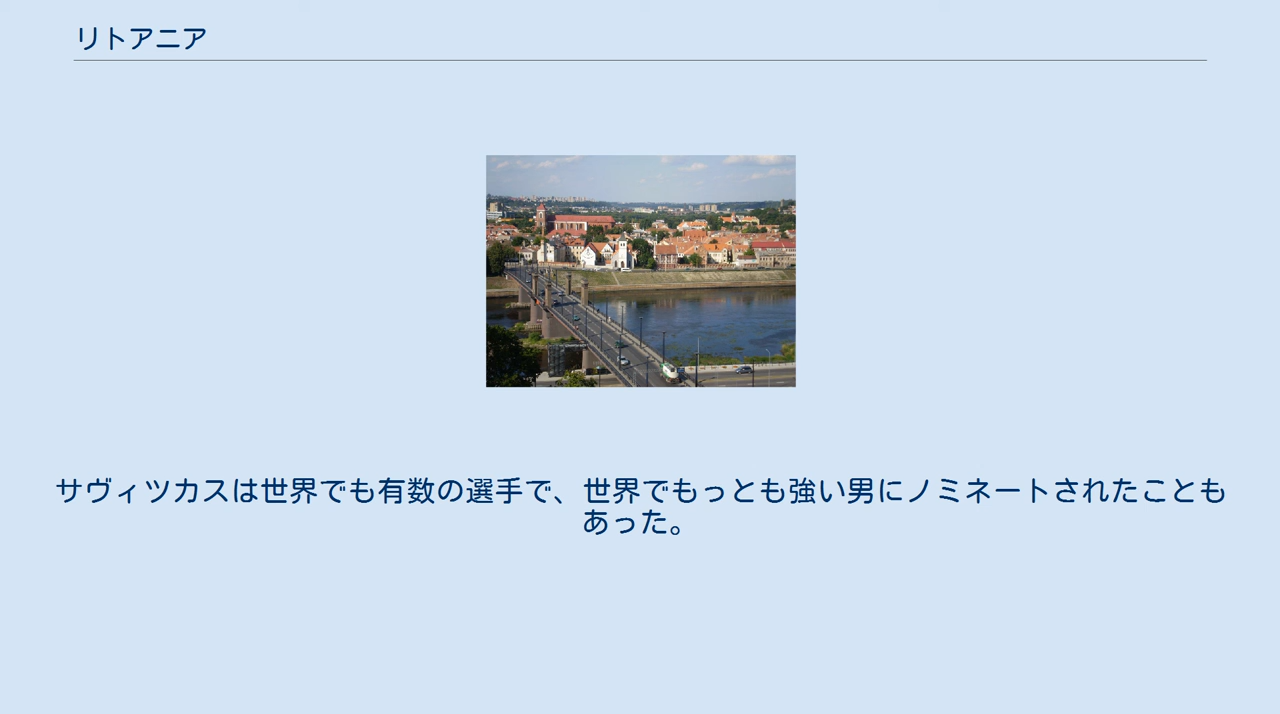 リトアニア
サヴィツカスは世界でも有数の選手で、世界でもっとも強い男にノミネートされたことも
あった。